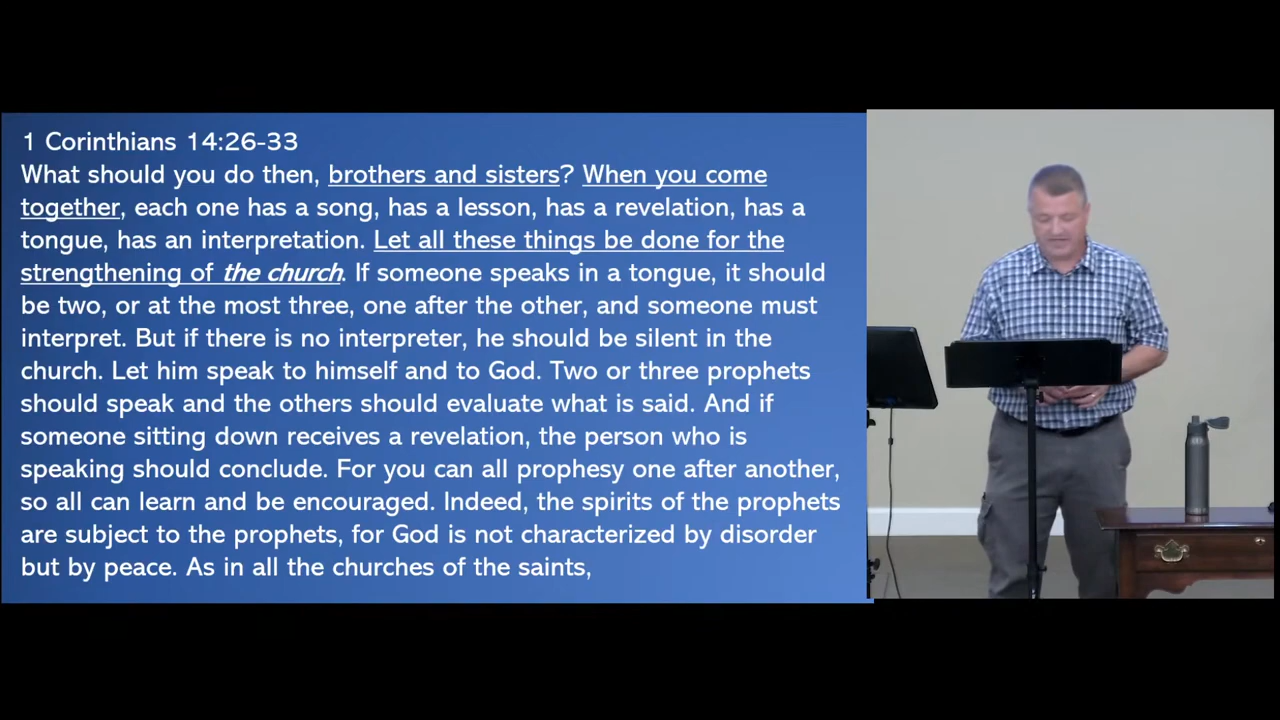 1 Corinthians 14:26-33
What should you do then, brothers and sisters? When you come
together, each one has a song, has a lesson, has a revelation, has a
tongue, has an interpretation. Let all these things be done for the
strengthening of the church. If someone speaks in a tongue, it should
be two, or at the most three, one after the other, and someone must
interpret. But if there is no interpreter, he should be silent in the
church. Let him speak to himself and to God. Two or three prophets
should speak and the others should evaluate what is said. And if
someone sitting down receives a revelation, the person who is
speaking should conclude. For you can all prophesy one after another,
so all can learn and be encouraged. Indeed, the spirits of the prophets
are subject to the prophets, for God is not characterized by disorder
but by peace. As in all the churches of the saints,